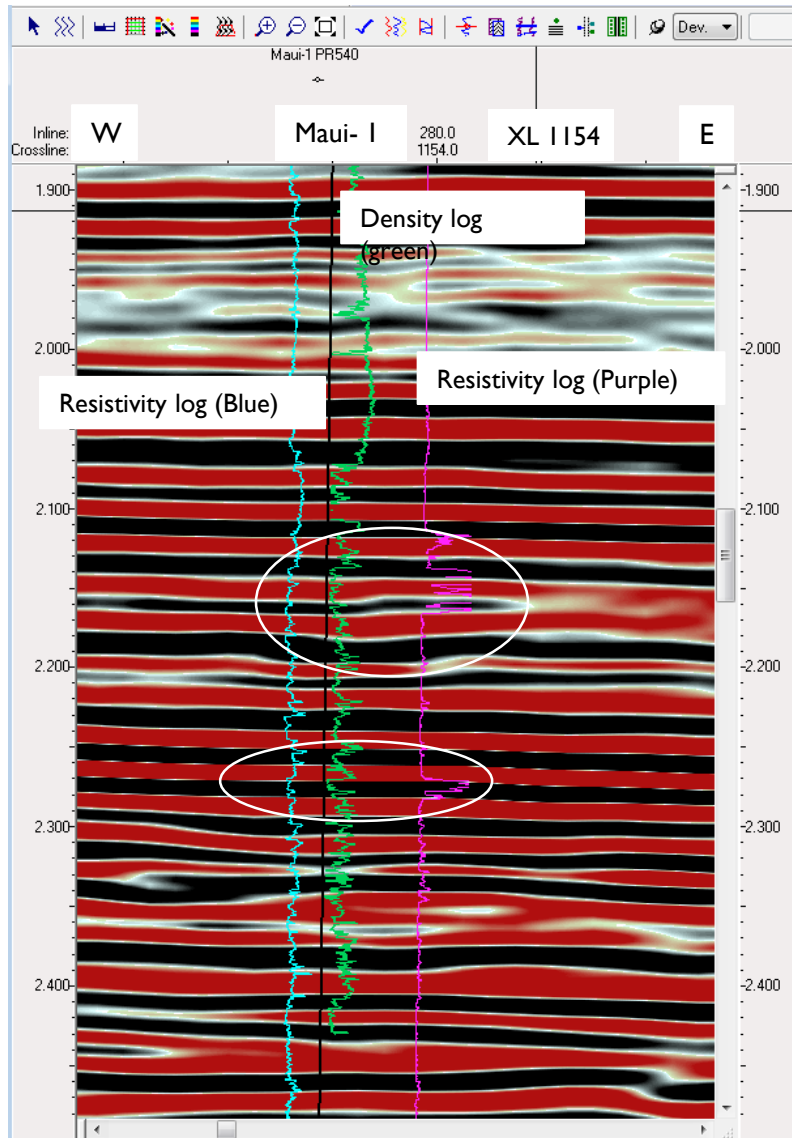 Dev.
Maui-1 PR540
Inline:
Crossline:
W
Maui- 1
280.0
1154.0
XL 1154
E
1.900
1.900
Density log
(green)
2.000
2.000
Resistivity log (Blue)
Resistivity log (Purple)
2.100
2.100
2.200
2.200
2.300
2.300
2.400
2.400